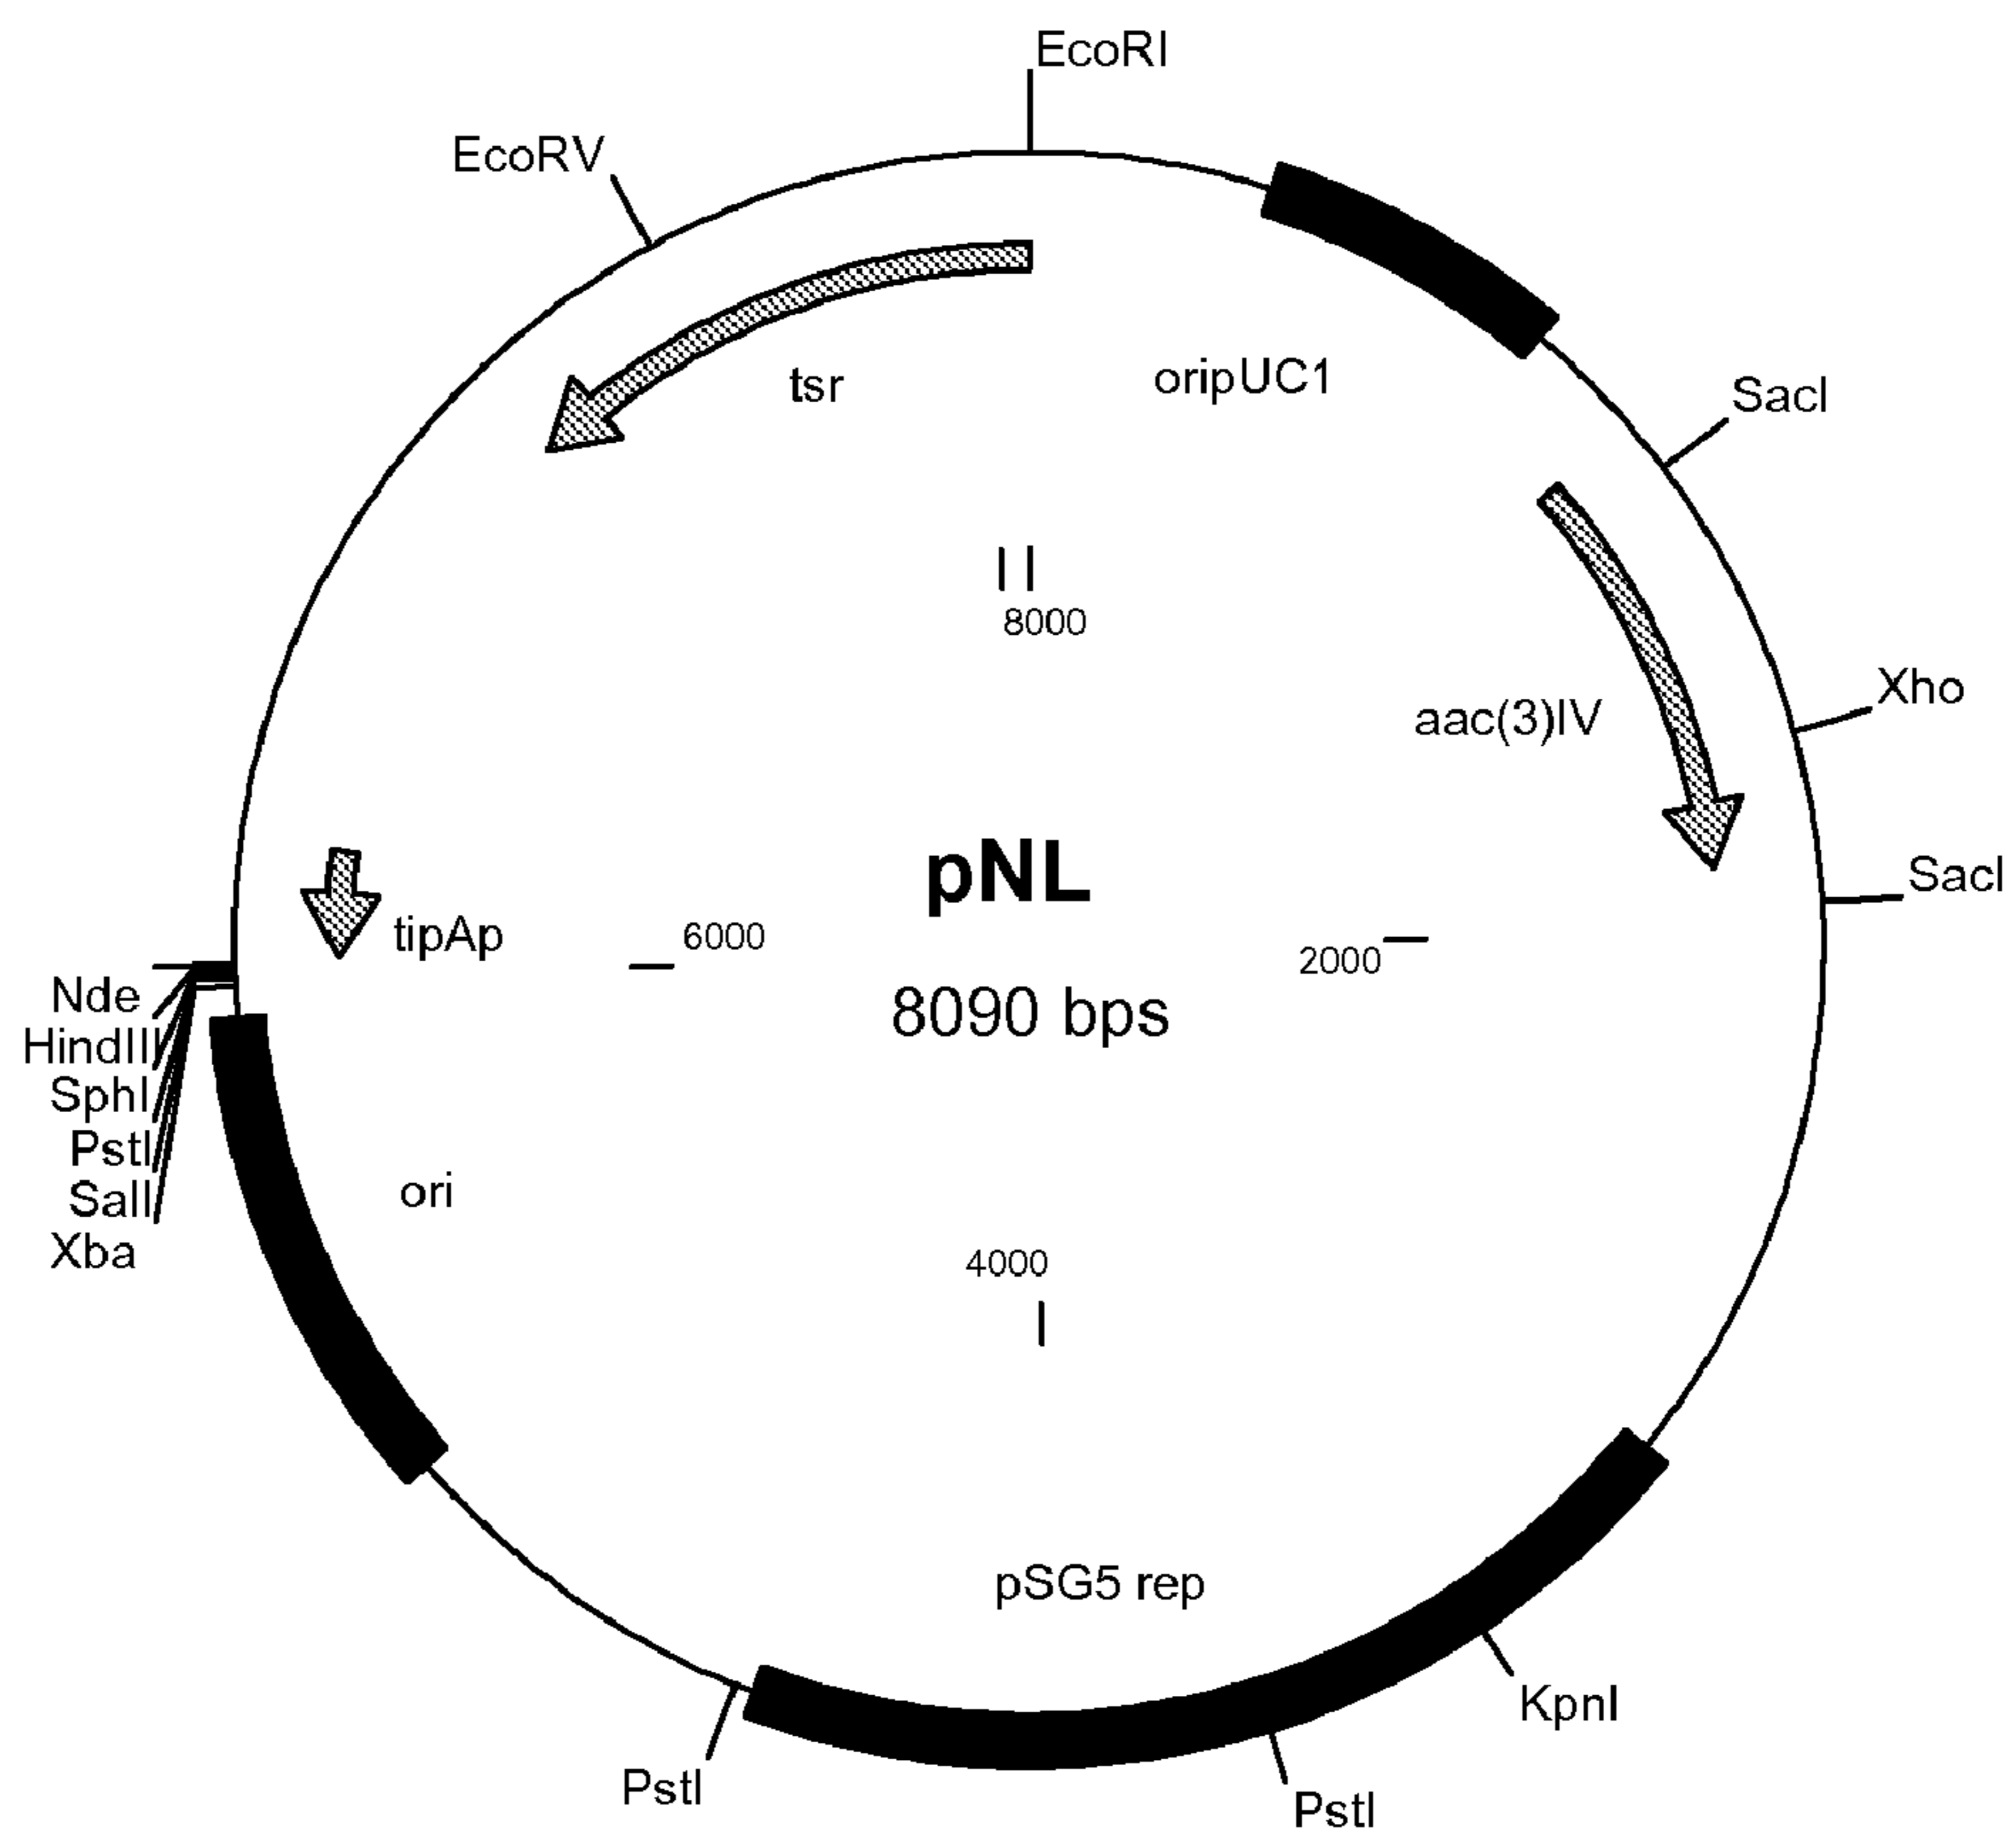 EcoRI
EcoRV
tsr
oripUC1
SacI
8000
Xho
aac(3)IV
pNL
SacI
tipAp
6000
2000
Nde
8090 bps
HindIII
SphI
PstI
SalI
ori
Xba
4000
pSG5 rep
KpnI
PstI
PstI